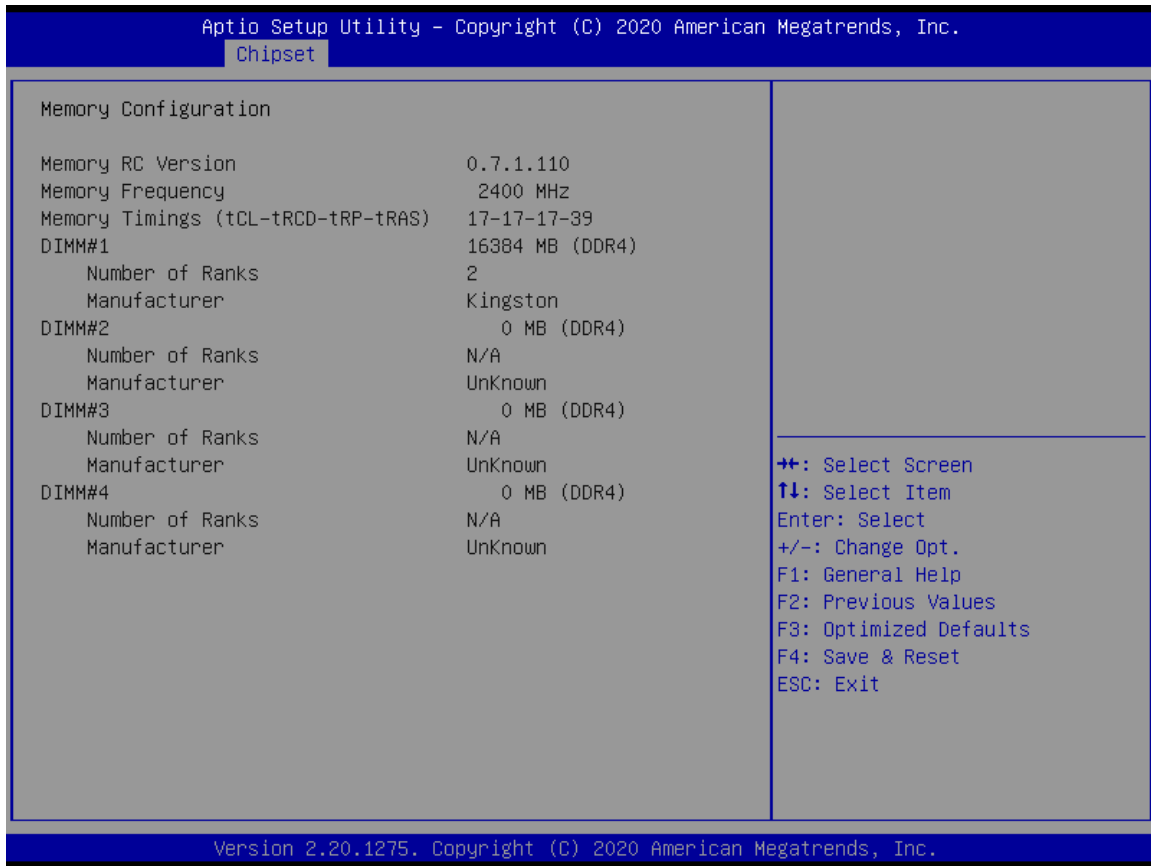 Aptio Setup Utility – Copyright (C) 2020 American Megatrends, Inc.
Chipset
Memory Configuration
Memory RC Version 0.7.1.110
Memory Frequency 2400 MHz
Memory Timings (tCL-tRCD-tRP-tRAS) 17-17-17-39
DIMM#1 16384 MB (DDR4)
Number of Ranks 2
Manufacturer Kingston
DIMM#2 0 MB (DDR4)
Number of Ranks N/A
Manufacturer UnKnown
DIMM#3 0 MB (DDR4)
Number of Ranks N/A
Manufacturer UnKnown
DIMM#4 0 MB (DDR4)
Number of Ranks N/A
Manufacturer UnKnown
→←: Select Screen
↑↓: Select Item
Enter: Select
+/-: Change Opt.
F1: General Help
F2: Previous Values
F3: Optimized Defaults
F4: Save & Reset
ESC: Exit
Version 2.20.1275. Copyright (C) 2020 American Megatrends, Inc.